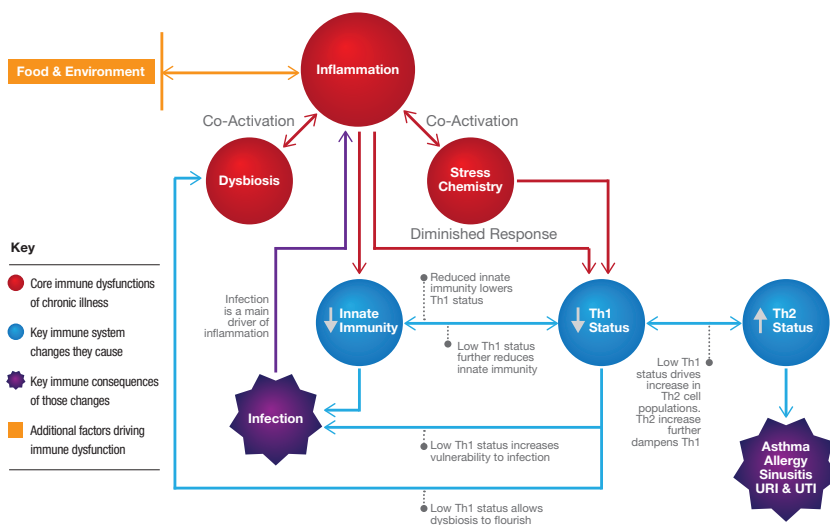 Inflammation
Food & Environment
Co-Activation
Co-Activation
Dysbiosis
Stress
Chemistry
Diminished Response
Key
Core immune dysfunctions
of chronic illness
Key immune system
changes they cause
Key immune consequences
of those changes
Additional factors driving
immune dysfunction
Infection
is a main
driver of
inflammation
Innate
Immunity
Reduced innate
immunity lowers
Th1 status
Low Th1 status
further reduces
innate immunity
Th1
Status
Th2
Status
Low Th1
status drives
increase in
Th2 cell
populations.
Th2 increase
further
dampens Th1
Infection
Low Th1 status increases
vulnerability to infection
Low Th1 status allows
dysbiosis to flourish
Asthma
Allergy
Sinusitis
URI & UTI